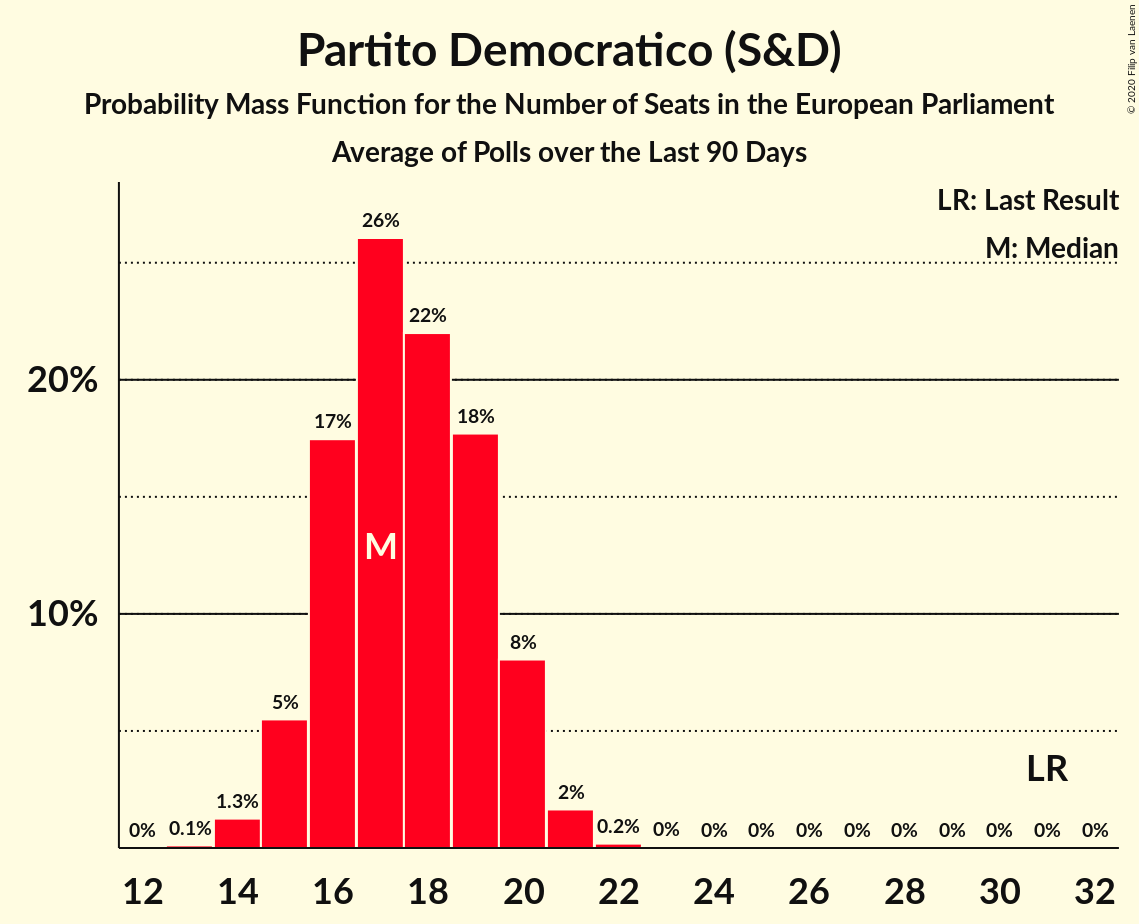 Partito Democratico (S&D)
Probability Mass Function for the Number of Seats in the European Parliament
Average of Polls over the Last 90 Days
© 2020 Filip van Laenen
LR: Last Result
M: Median
26%
22%
20%
17%
18%
M
10%
8%
5%
LR
1.3%
2%
0% 0.1% 0.2% 0% 0% 0% 0% 0% 0% 0% 0% 0% 0%
12 14 16 18 20 22 24 26 28 30 32